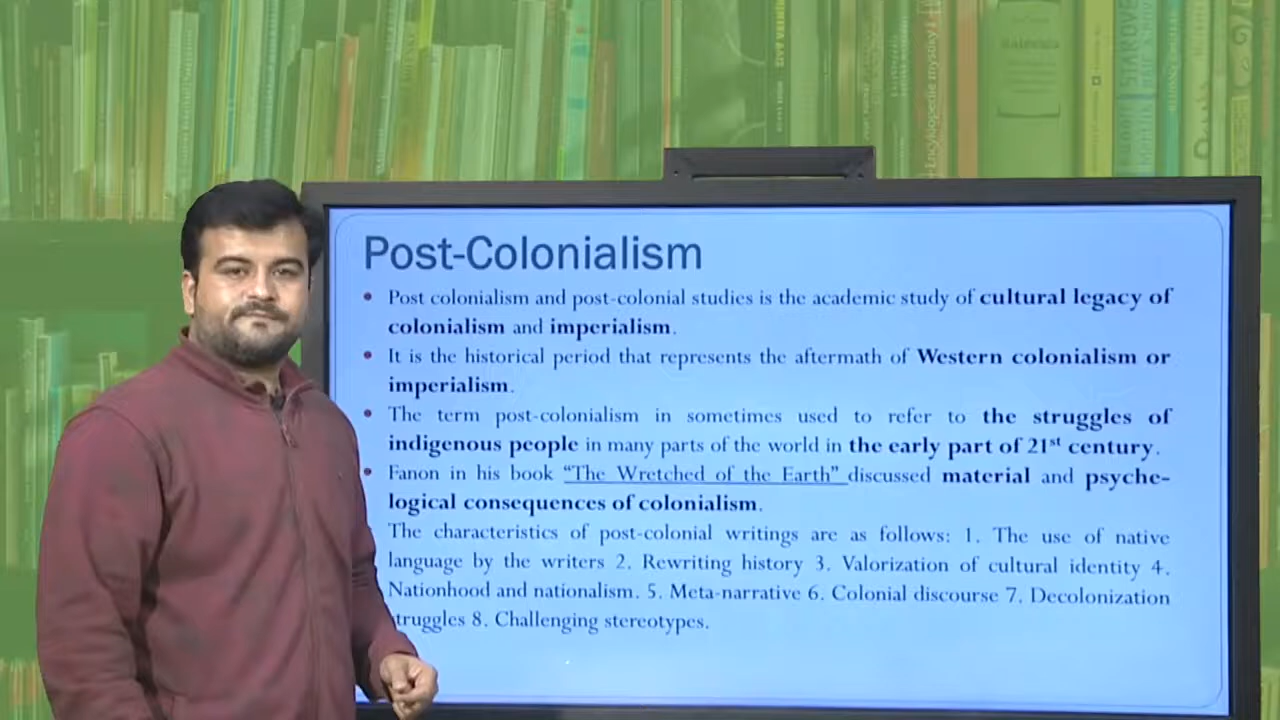 Encyklopedie mystery
STANDVE
Post-Colonialism
• Post colonialism and post-colonial studies is the academic study of cultural legacy of
colonialism and imperialism.
• It is the historical period that represents the aftermath of Western colonialism or
imperialism.
• The term post-colonialism in sometimes used to refer to the struggles of
indigenous people in many parts of the world in the early part of 21st century.
• Fanon in his book “The Wretched of the Earth” discussed material and psyche-
logical consequences of colonialism.
The characteristics of post-colonial writings are as follows: 1. The use of native
language by the writers 2. Rewriting history 3. Valorization of cultural identity 4.
Nationhood and nationalism. 5. Meta-narrative 6. Colonial discourse 7. Decolonization
truggles 8. Challenging stereotypes.